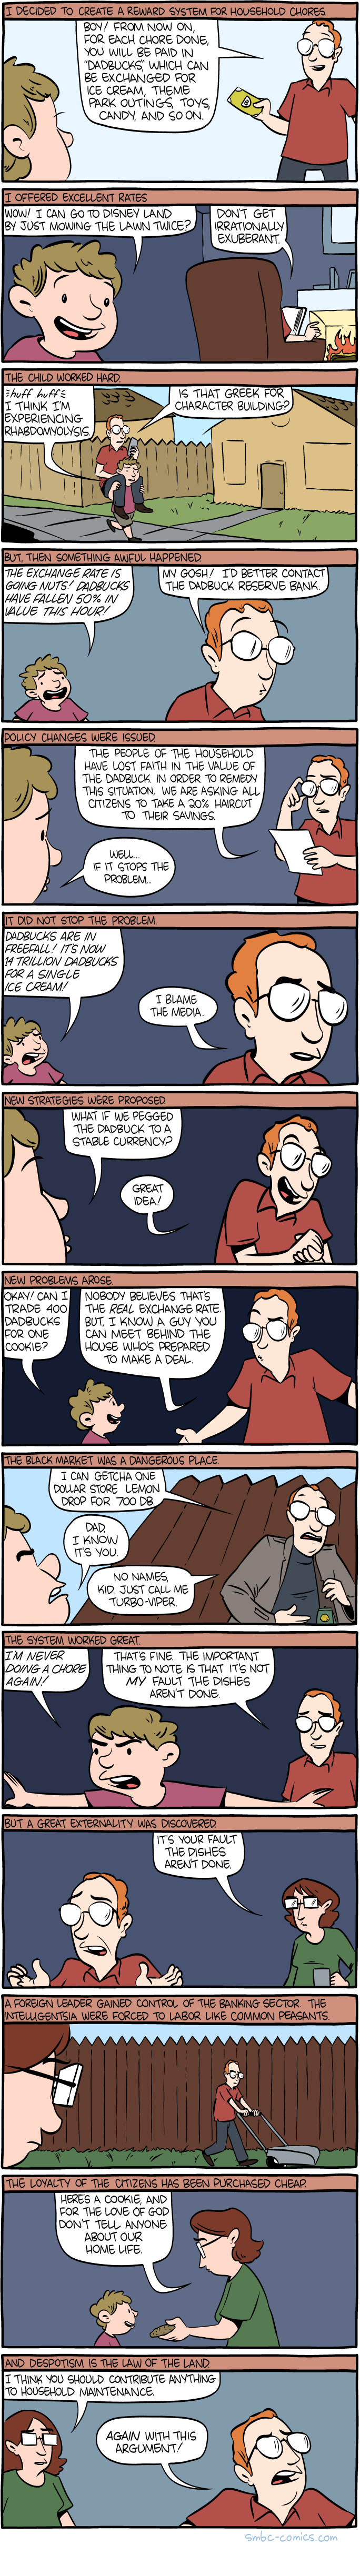 I DECIDED TO CREATE A REWARD SYSTEM FOR HOUSEHOLD CHORES.
BOY! FROM NOW ON,
FOR EACH CHORE DONE,
YOU WILL BE PAID IN
"DADBUCKS," WHICH CAN
BE EXCHANGED FOR
ICE CREAM, THEME
PARK OUTINGS, TOYS,
CANDY, AND SO ON.
I OFFERED EXCELLENT RATES
WOW! I CAN GO TO DISNEY LAND
BY JUST MOWING THE LAWN TWICE?
DON'T GET
IRRATIONALLY
EXUBERANT.
THE CHILD WORKED HARD.
HUFF HUFF
I THINK I'M
EXPERIENCING
RHABDOMYOLYSIS
IS THAT GREEK FOR
CHARACTER BUILDING?
BUT, THEN SOMETHING AWFUL HAPPENED.
THE EXCHANGE RATE IS
GOING NUTS! DADBUCKS
HAVE FALLEN 50% IN
VALUE THIS HOUR!
MY GOSH! I'D BETTER CONTACT
THE DADBUCK RESERVE BANK.
POLICY CHANGES WERE ISSUED.
THE PEOPLE OF THE HOUSEHOLD
HAVE LOST FAITH IN THE VALUE OF
THE DADBUCK. IN ORDER TO REMEDY
THIS SITUATION, WE ARE ASKING ALL
CITIZENS TO TAKE A 20% HAIRCUT
TO THEIR SAVINGS.
WELL...
IF IT STOPS THE
PROBLEM...
IT DID NOT STOP THE PROBLEM.
DADBUCKS ARE IN
FREEFALL! IT'S NOW
14 TRILLION DADBUCKS
FOR A SINGLE
ICE CREAM!
I BLAME
THE MEDIA.
NEW STRATEGIES WERE PROPOSED.
WHAT IF WE PEGGED
THE DADBUCK TO A
STABLE CURRENCY?
GREAT
IDEA!
NEW PROBLEMS AROSE.
OKAY! CAN I
TRADE 400
DADBUCKS
FOR ONE
COOKIE?
NOBODY BELIEVES THAT'S
THE REAL EXCHANGE RATE.
BUT, I KNOW A GUY YOU
CAN MEET BEHIND THE
HOUSE WHO'S PREPARED
TO MAKE A DEAL.
THE BLACK MARKET WAS A DANGEROUS PLACE.
I CAN GETCHA ONE
DOLLAR STORE LEMON
DROP FOR 700 DB.
DAD,
I KNOW
IT'S YOU.
NO NAMES,
KID. JUST CALL ME
TURBO-VIPER.
THE SYSTEM WORKED GREAT.
I'M NEVER
DOING A CHORE
AGAIN!
THAT'S FINE. THE IMPORTANT
THING TO NOTE IS THAT IT'S NOT
MY FAULT THE DISHES
AREN'T DONE.
BUT A GREAT EXTERNALITY WAS DISCOVERED.
IT'S YOUR FAULT
THE DISHES
AREN'T DONE.
A FOREIGN LEADER GAINED CONTROL OF THE BANKING SECTOR. THE
INTELLIGENTSIA WERE FORCED TO LABOR LIKE COMMON PEASANTS.
THE LOYALTY OF THE CITIZENS HAS BEEN PURCHASED CHEAP.
HERE'S A COOKIE, AND
FOR THE LOVE OF GOD
DON'T TELL ANYONE
ABOUT OUR
HOME LIFE.
AND DESPOTISM IS THE LAW OF THE LAND.
I THINK YOU SHOULD CONTRIBUTE ANYTHING
TO HOUSEHOLD MAINTENANCE.
AGAIN WITH THIS
ARGUMENT!
smbc-comics.com